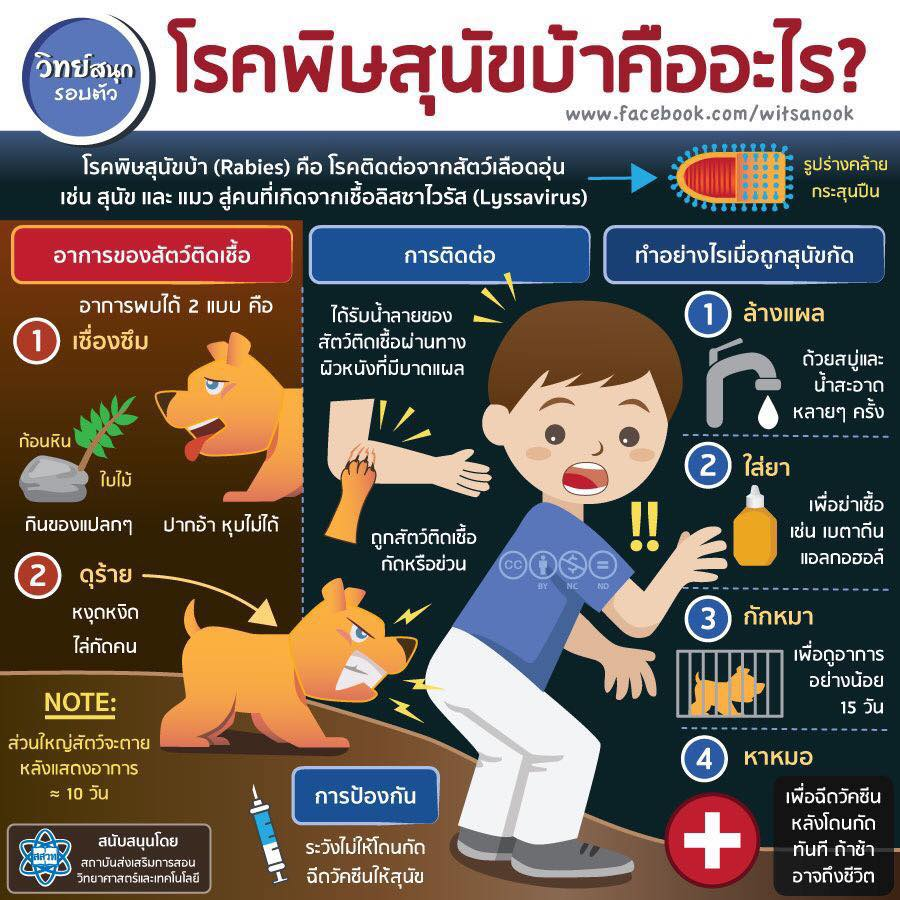 วิทย์สนุก
รอบตัว
โรคพิษสุนัขบ้าคืออะไร?
www.facebook.com/witsanook
โรคพิษสุนัขบ้า (Rabies) คือ โรคติดต่อจากสัตว์เลือดอุ่น
เช่น สุนัข และ แมว สู่คนที่เกิดจากเชื้อลิสซาไวรัส (Lyssavirus)
รูปร่างคล้าย
กระสุนปืน
อาการของสัตว์ติดเชื้อ
อาการพบได้ 2 แบบ คือ
1 เซื่องซึม
ก้อนหิน
ใบไม้
กินของแปลกๆ
ปากอ้า หุบไม่ได้
2 ดุร้าย
หงุดหงิด
ไล่กัดคน
NOTE:
ส่วนใหญ่สัตว์จะตาย
หลังแสดงอาการ
≈ 10 วัน
การติดต่อ
ได้รับน้ำลายของ
สัตว์ติดเชื้อผ่านทาง
ผิวหนังที่มีบาดแผล
ถูกสัตว์ติดเชื้อ
กัดหรือข่วน
!!
CC
BY NC ND
การป้องกัน
ระวังไม่ให้โดนกัด
ฉีดวัคซีนให้สุนัข
ทำอย่างไรเมื่อถูกสุนัขกัด
1 ล้างแผล
ด้วยสบู่และ
น้ำสะอาด
หลายๆ ครั้ง
2 ใส่ยา
เพื่อฆ่าเชื้อ
เช่น เบตาดีน
แอลกอฮอล์
3 กักหมา
เพื่อดูอาการ
อย่างน้อย
15 วัน
4 หาหมอ
เพื่อฉีดวัคซีน
หลังโดนกัด
ทันที ถ้าช้า
อาจถึงชีวิต
สสวท
สนับสนุนโดย
สถาบันส่งเสริมการสอน
วิทยาศาสตร์และเทคโนโลยี